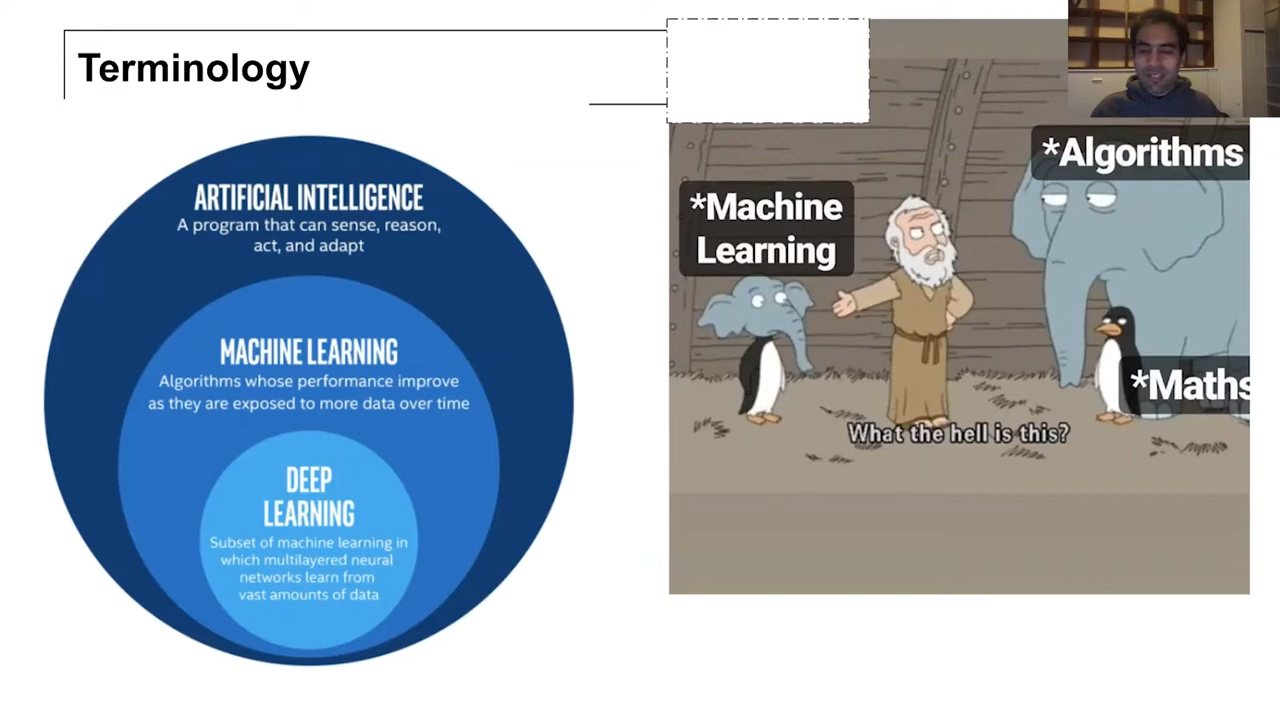 Terminology
ARTIFICIAL INTELLIGENCE
A program that can sense, reason,
act, and adapt
MACHINE LEARNING
Algorithms whose performance improve
as they are exposed to more data over time
DEEP
LEARNING
Subset of machine learning in
which multilayered neural
networks learn from
vast amounts of data
*Algorithms
*Machine
Learning
*Maths
What the hell is this?